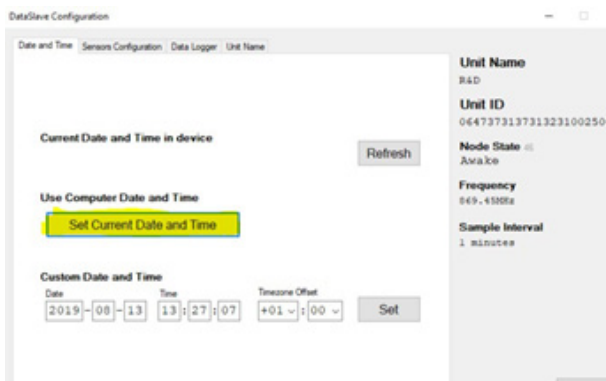 DataSlave Configuration
Date and Time Sensors Configuration Data Logger Unit Name
Current Date and Time in device
Refresh
Use Computer Date and Time
Set Current Date and Time
Custom Date and Time
Date Time Timezone Offset
2019-08-13 13:27:07 +01:00 Set
Unit Name
R&D
Unit ID
064737313731323100250
Node State
Awake
Frequency
869.45MHz
Sample Interval
1 minutes